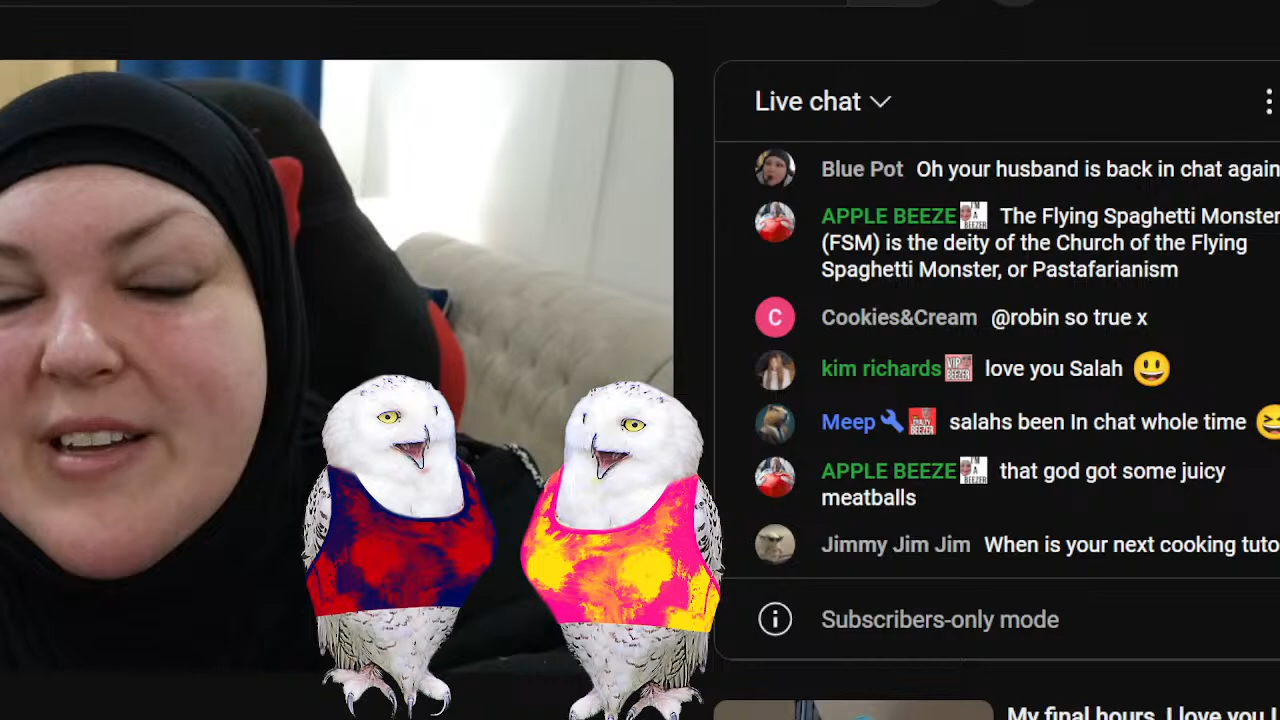 Live chat
Blue Pot Oh your husband is back in chat again
APPLE BEEZE The Flying Spaghetti Monster
(FSM) is the deity of the Church of the Flying
Spaghetti Monster, or Pastafarianism
C Cookies&Cream @robin so true x
kim richards love you Salah
Meep salahs been In chat whole time
APPLE BEEZE that god got some juicy
meatballs
Jimmy Jim Jim When is your next cooking tuto
Subscribers-only mode
My final hours. I love you